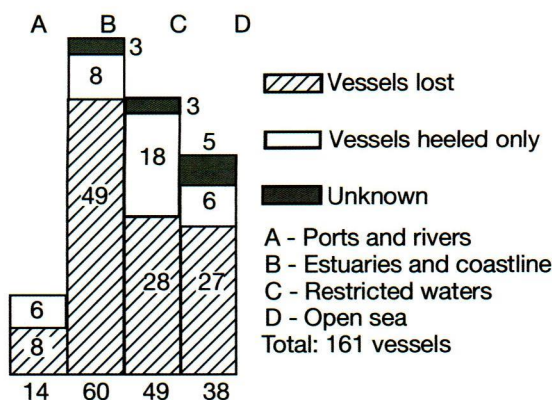 A B C D
3
8
3
18
5
6
49
28
27
6
8
14 60 49 38
Vessels lost
Vessels heeled only
Unknown
A - Ports and rivers
B - Estuaries and coastline
C - Restricted waters
D - Open sea
Total: 161 vessels